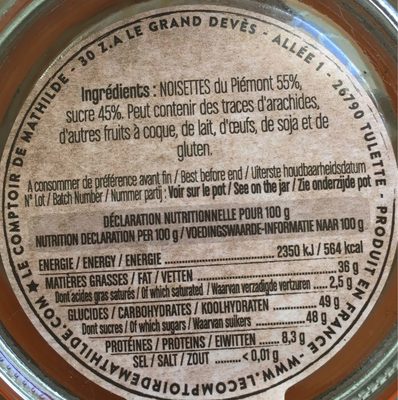 LE COMPTOIR DE MATHILDE - 30 Z.A LE GRAND DEVÈS - ALLÉE 1 - 26790 TULETTE - PRODUIT EN FRANCE - WWW.LECOMPTOIRDEMATHILDE.COM
Ingrédients : NOISETTES du Piémont 55%,
sucre 45%. Peut contenir des traces d'arachides,
d'autres fruits à coque, de lait, d'œufs, de soja et de
gluten.
A consommer de préférence avant fin / Best before end / Uiterste houdbaarheidsdatum
N° Lot / Batch Number / Nummer partij : Voir sur le pot / See on the jar / Zie onderzijde pot
DÉCLARATION NUTRITIONNELLE POUR 100 g
NUTRITION DECLARATION PER 100 g / VOEDINGSWAARDE-INFORMATIE NAAR 100 g
ENERGIE / ENERGY / ENERGIE ........ 2350 kJ / 564 kcal
MATIÈRES GRASSES / FAT / VETTEN ........ 36 g
Dont acides gras saturés / Of which saturated / Waarvan verzadigde vertzuren ..... 2,5 g
GLUCIDES / CARBOHYDRATES / KOOLHYDRATEN ........ 49 g
Dont sucres / Of which sugars / Waarvan suikers ........ 48 g
PROTÉINES / PROTEINS / EIWITTEN ........ 8,3 g
SEL / SALT / ZOUT ........ < 0,01 g